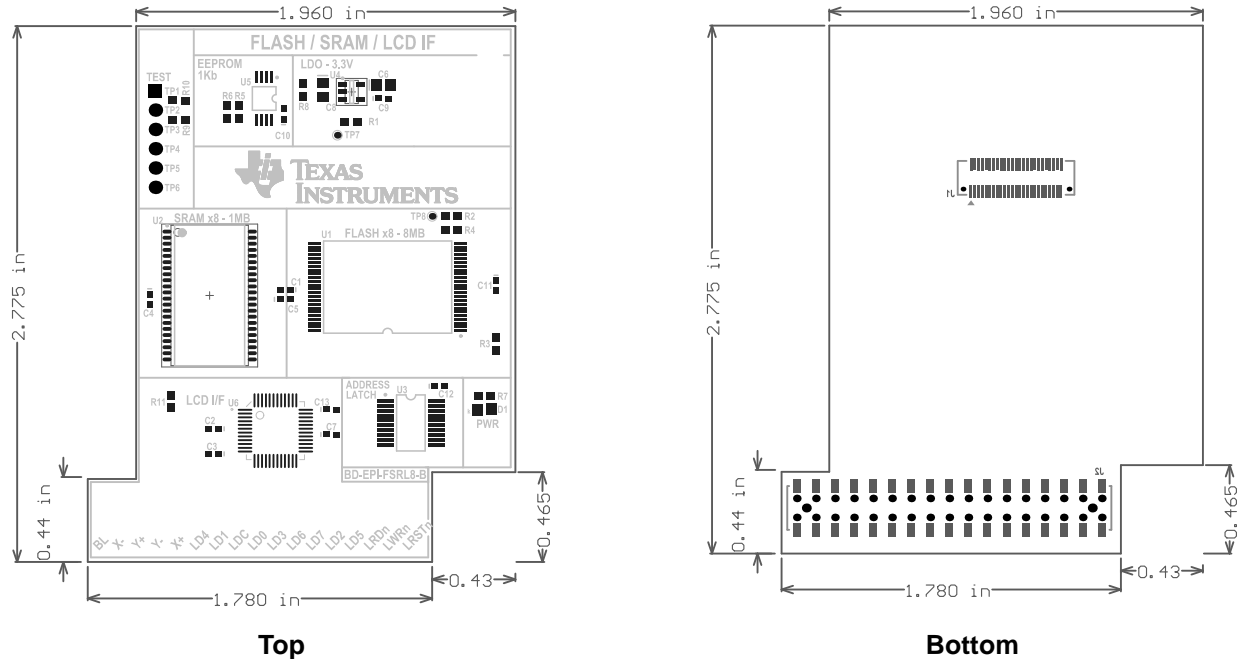 1.960 in
FLASH / SRAM / LCD IF
EEPROM
1Kb
LDO - 3.3V
TEST
U5
U4
C6
TP1
R10
R6 R5
R8
C8
C9
TP2
TP3
R9
C10
R1
TP4
TP7
TP5
TP6
TEXAS
INSTRUMENTS
U2
SRAM x8 - 1MB
TP8
R2
R4
U1
FLASH x8 - 8MB
C1
C5
C11
C4
R3
2.775 in
ADDRESS
LATCH
U3
C12
R7
D1
PWR
R11
LCD I/F
U6
C13
C2
C7
C3
BD-EPI-FSRL8-B
0.44 in
0.465
BL
X-
Y+
Y-
X+
LD4
LD1
LDC
LD0
LD3
LD6
LD7
LD2
LD5
LRDn
LWRn
LRSTn
0.43
1.780 in
Top
1.960 in
J1
2.775 in
J2
0.44 in
0.465
0.43
1.780 in
Bottom